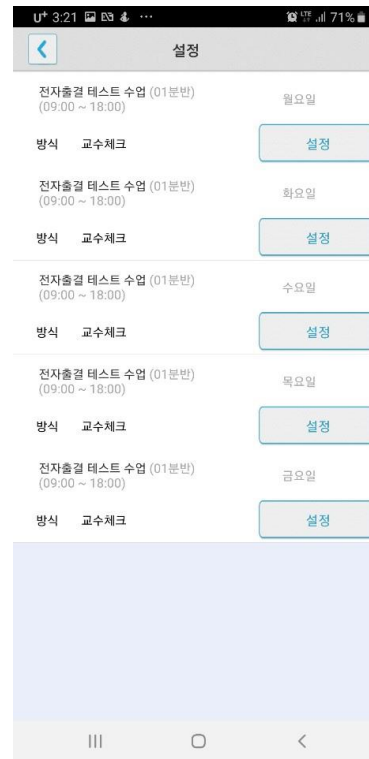 U+ 3:21 ··· LTE 71%
설정
전자출결 테스트 수업 (01분반) 월요일
(09:00 ~ 18:00)
방식 교수체크 설정
전자출결 테스트 수업 (01분반) 화요일
(09:00 ~ 18:00)
방식 교수체크 설정
전자출결 테스트 수업 (01분반) 수요일
(09:00 ~ 18:00)
방식 교수체크 설정
전자출결 테스트 수업 (01분반) 목요일
(09:00 ~ 18:00)
방식 교수체크 설정
전자출결 테스트 수업 (01분반) 금요일
(09:00 ~ 18:00)
방식 교수체크 설정